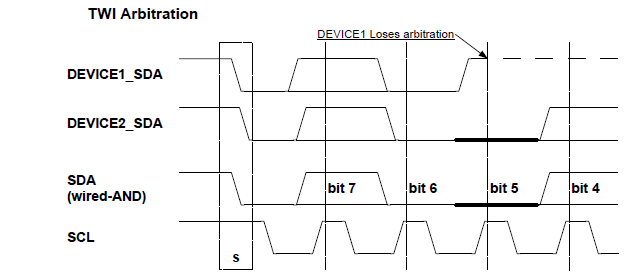 TWI Arbitration
DEVICE1 Loses arbitration
DEVICE1_SDA
DEVICE2_SDA
SDA
(wired-AND)
bit 7 bit 6 bit 5 bit 4
SCL
S